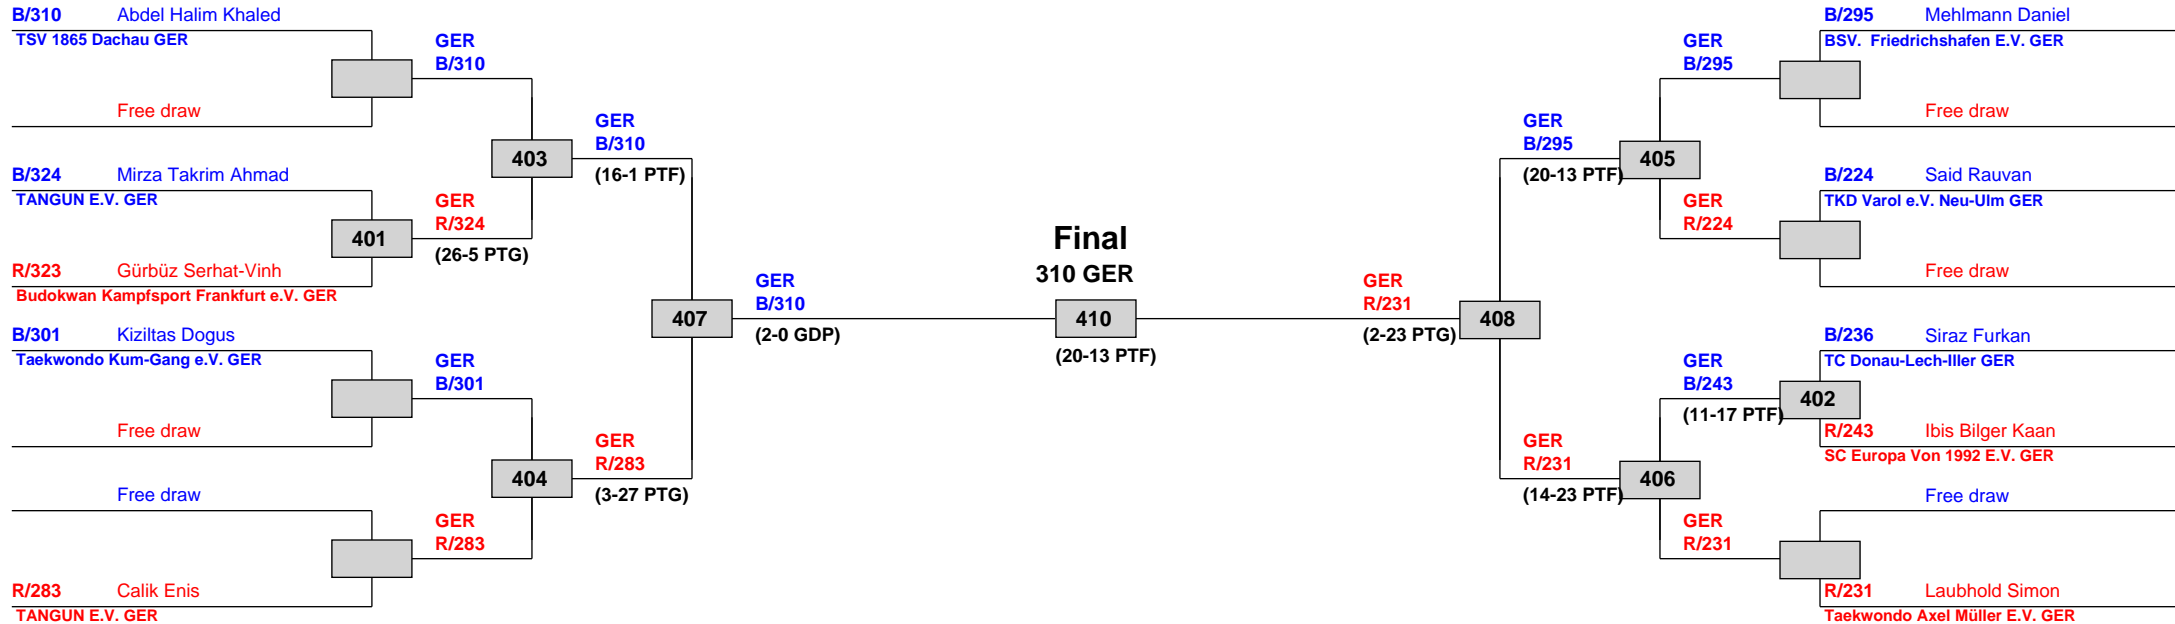 B/310 Abdel Halim Khaled
TSV 1865 Dachau GER
Free draw
B/324 Mirza Takrim Ahmad
TANGUN E.V. GER
R/323 Gürbüz Serhat-Vinh
Budokwan Kampfsport Frankfurt e.V. GER
B/301 Kiziltas Dogus
Taekwondo Kum-Gang e.V. GER
Free draw
Free draw
R/283 Calik Enis
TANGUN E.V. GER
401
GER
B/310
GER
R/324
(26-5 PTG)
GER
B/301
GER
R/283
403
404
GER
B/310
(16-1 PTF)
GER
R/283
(3-27 PTG)
407
GER
B/310
(2-0 GDP)
Final
310 GER
410
(20-13 PTF)
GER
R/231
(2-23 PTG)
408
GER
B/295
(20-13 PTF)
GER
R/231
(14-23 PTF)
405
406
GER
B/295
GER
R/224
GER
B/243
(11-17 PTF)
GER
R/231
402
B/295 Mehlmann Daniel
BSV. Friedrichshafen E.V. GER
Free draw
B/224 Said Rauvan
TKD Varol e.V. Neu-Ulm GER
Free draw
B/236 Siraz Furkan
TC Donau-Lech-Iller GER
R/243 Ibis Bilger Kaan
SC Europa Von 1992 E.V. GER
Free draw
R/231 Laubhold Simon
Taekwondo Axel Müller E.V. GER